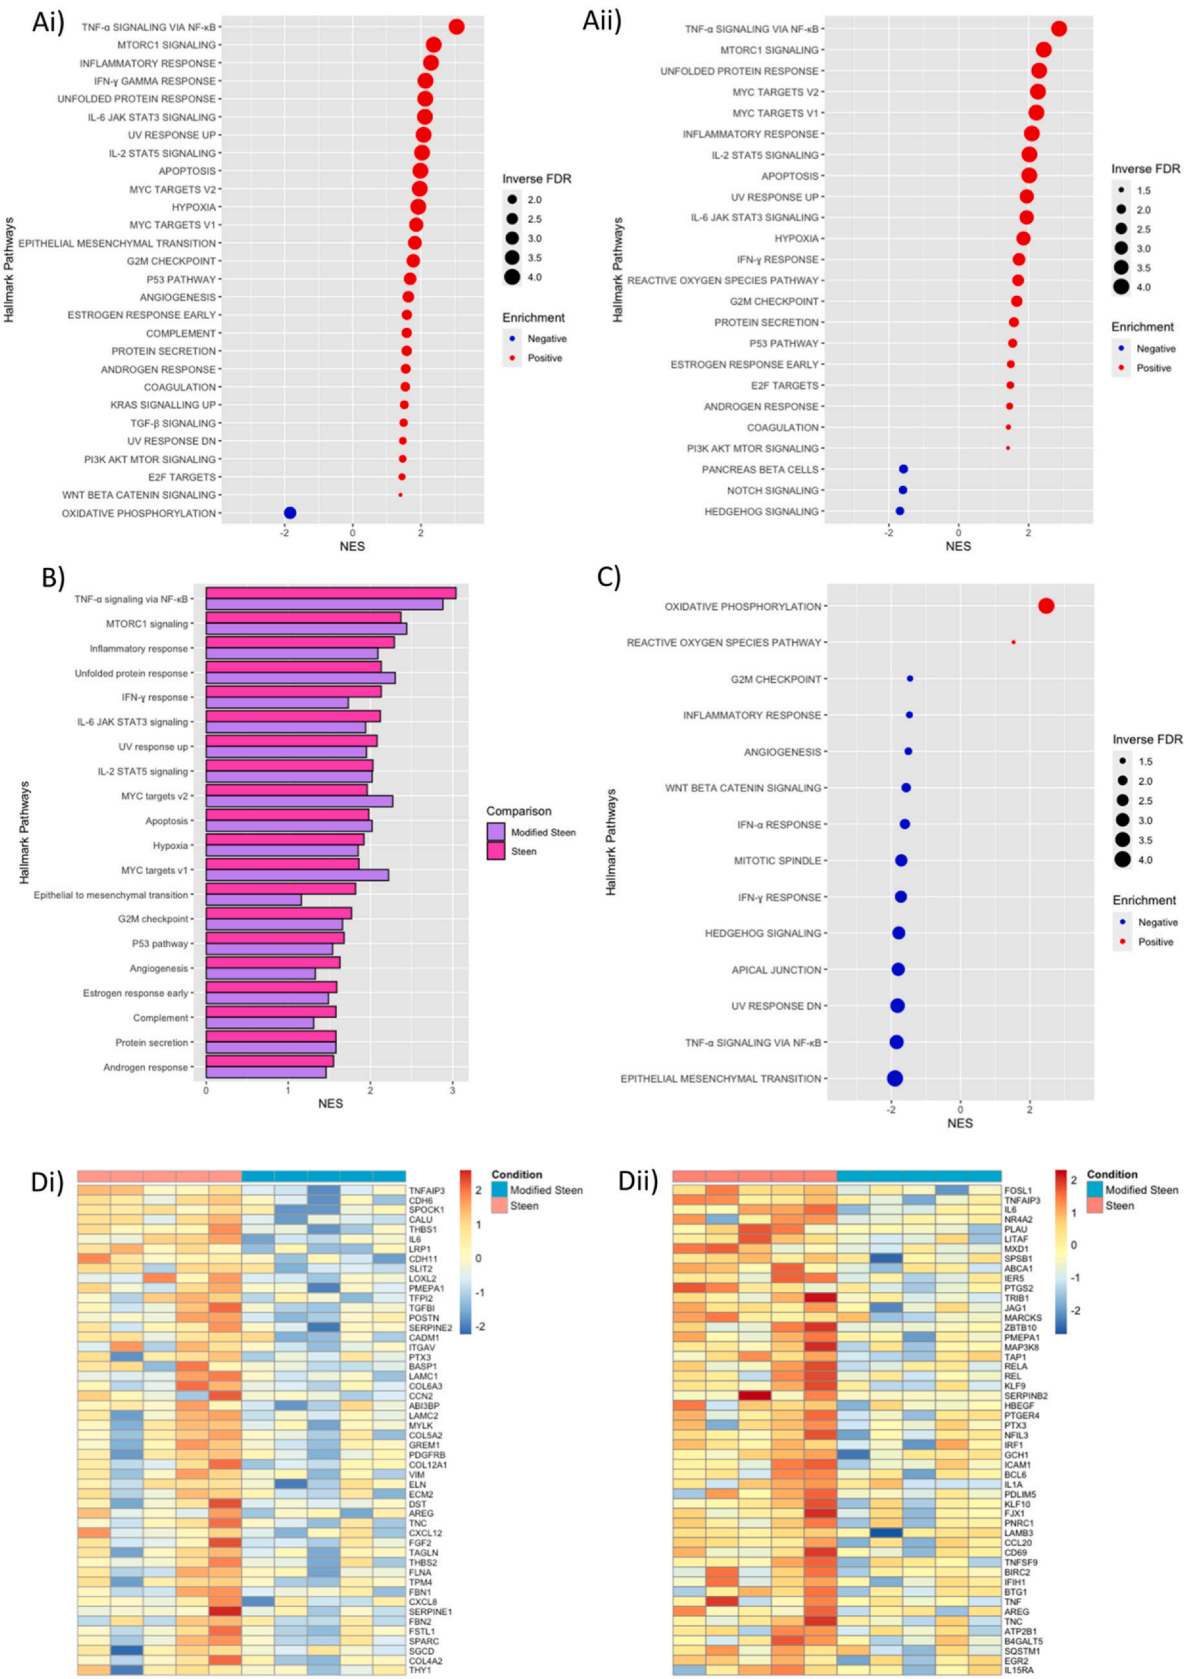 Ai)
Hallmark Pathways
TNF-α SIGNALING VIA NF-κB
MTORC1 SIGNALING
INFLAMMATORY RESPONSE
IFN-γ GAMMA RESPONSE
UNFOLDED PROTEIN RESPONSE
IL-6 JAK STAT3 SIGNALING
UV RESPONSE UP
IL-2 STAT5 SIGNALING
APOPTOSIS
MYC TARGETS V2
HYPOXIA
MYC TARGETS V1
EPITHELIAL MESENCHYMAL TRANSITION
G2M CHECKPOINT
P53 PATHWAY
ANGIOGENESIS
ESTROGEN RESPONSE EARLY
COMPLEMENT
PROTEIN SECRETION
ANDROGEN RESPONSE
COAGULATION
KRAS SIGNALLING UP
TGF-β SIGNALING
UV RESPONSE DN
PI3K AKT MTOR SIGNALING
E2F TARGETS
WNT BETA CATENIN SIGNALING
OXIDATIVE PHOSPHORYLATION
-2 0 2
NES
Inverse FDR
2.0
2.5
3.0
3.5
4.0
Enrichment
Negative
Positive
Aii)
Hallmark Pathways
TNF-α SIGNALING VIA NF-κB
MTORC1 SIGNALING
UNFOLDED PROTEIN RESPONSE
MYC TARGETS V2
MYC TARGETS V1
INFLAMMATORY RESPONSE
IL-2 STAT5 SIGNALING
APOPTOSIS
UV RESPONSE UP
IL-6 JAK STAT3 SIGNALING
HYPOXIA
IFN-γ RESPONSE
REACTIVE OXYGEN SPECIES PATHWAY
G2M CHECKPOINT
PROTEIN SECRETION
P53 PATHWAY
ESTROGEN RESPONSE EARLY
E2F TARGETS
ANDROGEN RESPONSE
COAGULATION
PI3K AKT MTOR SIGNALING
PANCREAS BETA CELLS
NOTCH SIGNALING
HEDGEHOG SIGNALING
-2 0 2
NES
Inverse FDR
1.5
2.0
2.5
3.0
3.5
4.0
Enrichment
Negative
Positive
B)
Hallmark Pathways
TNF-α signaling via NF-κB
MTORC1 signaling
Inflammatory response
Unfolded protein response
IFN-γ response
IL-6 JAK STAT3 signaling
UV response up
IL-2 STAT5 signaling
MYC targets v2
Apoptosis
Hypoxia
MYC targets v1
Epithelial to mesenchymal transition
G2M checkpoint
P53 pathway
Angiogenesis
Estrogen response early
Complement
Protein secretion
Androgen response
0 1 2 3
NES
Comparison
Modified Steen
Steen
C)
Hallmark Pathways
OXIDATIVE PHOSPHORYLATION
REACTIVE OXYGEN SPECIES PATHWAY
G2M CHECKPOINT
INFLAMMATORY RESPONSE
ANGIOGENESIS
WNT BETA CATENIN SIGNALING
IFN-α RESPONSE
MITOTIC SPINDLE
IFN-γ RESPONSE
HEDGEHOG SIGNALING
APICAL JUNCTION
UV RESPONSE DN
TNF-α SIGNALING VIA NF-κB
EPITHELIAL MESENCHYMAL TRANSITION
-2 0 2
NES
Inverse FDR
1.5
2.0
2.5
3.0
3.5
4.0
Enrichment
Negative
Positive
Di)
TNFAIP3
CDH6
SPOCK1
CALU
THBS1
IL6
LRP1
CDH11
SLIT2
LOXL2
PMEPA1
TFPI2
TGFBI
POSTN
SERPINE2
CADM1
ITGAV
PTX3
BASP1
LAMC1
COL6A3
CCN2
ABI3BP
LAMC2
MYLK
COL5A2
GREM1
PDGFRB
COL12A1
VIM
ELN
ECM2
DST
AREG
TNC
CXCL12
FGF2
TAGLN
THBS2
FLNA
TPM4
FBN1
CXCL8
SERPINE1
FBN2
FSTL1
SPARC
SGCD
COL4A2
THY1
2
1
0
-1
-2
Condition
Modified Steen
Steen
Dii)
FOSL1
TNFAIP3
IL6
NR4A2
PLAU
LITAF
MXD1
SPSB1
ABCA1
IER5
PTGS2
TRIB1
JAG1
MARCKS
ZBTB10
PMEPA1
MAP3K8
TAP1
RELA
REL
KLF9
SERPINB2
HBEGF
PTGER4
PTX3
NFIL3
IRF1
GCH1
ICAM1
BCL6
IL1A
PDLIM5
KLF10
FJX1
PNRC1
LAMB3
CCL20
CD69
TNFSF9
BIRC2
IFIH1
BTG1
TNF
AREG
TNC
ATP2B1
B4GALT5
SQSTM1
EGR2
IL15RA
2
1
0
-1
-2
Condition
Modified Steen
Steen